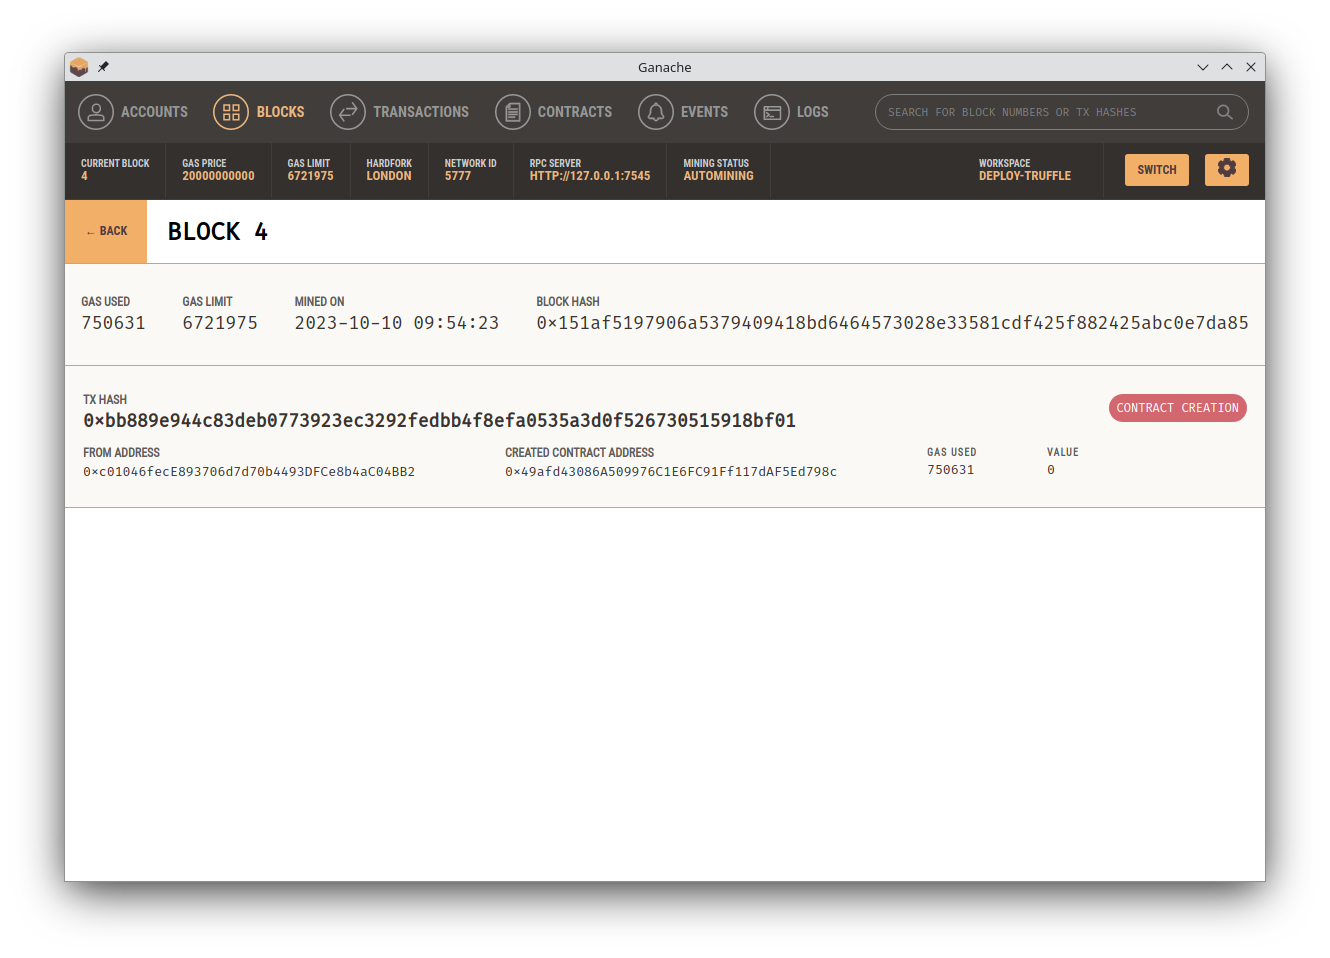 Ganache
ACCOUNTS BLOCKS TRANSACTIONS CONTRACTS EVENTS LOGS SEARCH FOR BLOCK NUMBERS OR TX HASHES
CURRENT BLOCK GAS PRICE GAS LIMIT HARDFORK NETWORK ID RPC SERVER MINING STATUS WORKSPACE
4 20000000000 6721975 LONDON 5777 HTTP://127.0.0.1:7545 AUTOMINING DEPLOY-TRUFFLE SWITCH
← BACK BLOCK 4
GAS USED GAS LIMIT MINED ON BLOCK HASH
750631 6721975 2023-10-10 09:54:23 0×151af5197906a5379409418bd6464573028e33581cdf425f882425abc0e7da85
TX HASH
0×bb889e944c83deb0773923ec3292fedbb4f8efa0535a3d0f526730515918bf01 CONTRACT CREATION
FROM ADDRESS CREATED CONTRACT ADDRESS GAS USED VALUE
0×c01046fecE893706d7d70b4493DFCe8b4aC04BB2 0×49afd43086A509976C1E6FC91Ff117dAF5Ed798c 750631 0